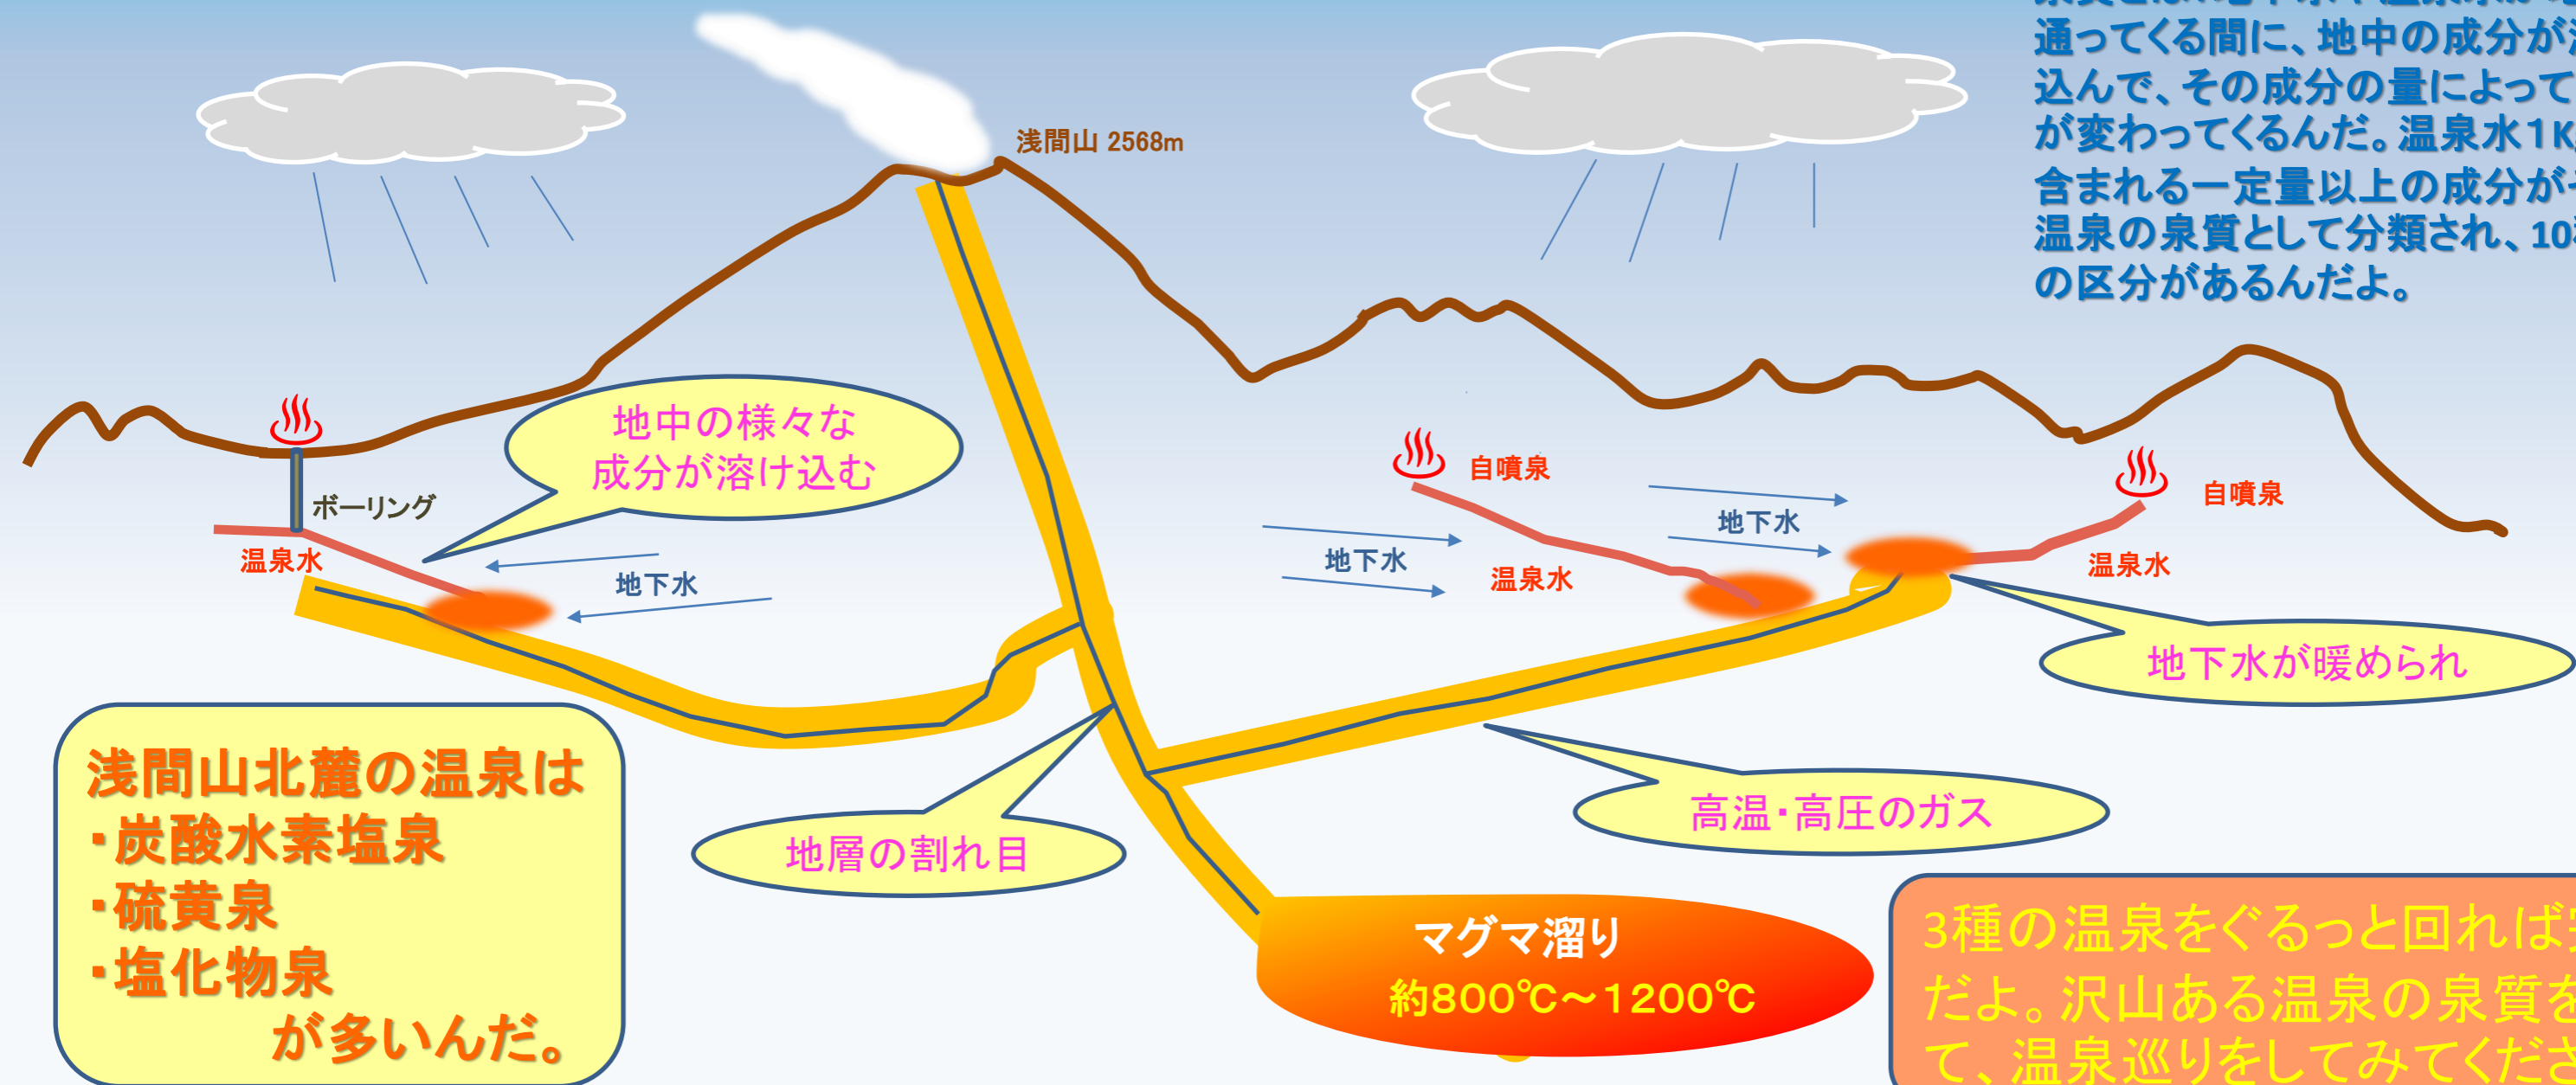 通ってくる間に、地中の成分が
込んで、その成分の量によって
が変わってくるんだ。温泉水1K
含まれる一定量以上の成分が
温泉の泉質として分類され、10
の区分があるんだよ。
浅間山 2568m
地中の様々な
成分が溶け込む
ボーリング
温泉水
地下水
自噴泉
地下水
温泉水
地下水
自噴泉
温泉水
地下水が暖められ
高温・高圧のガス
地層の割れ目
マグマ溜り
約800℃~1200℃
浅間山北麓の温泉は
・炭酸水素塩泉
・硫黄泉
・塩化物泉
が多いんだ。
3種の温泉をぐるっと回れば
だよ。沢山ある温泉の泉質を
て、温泉巡りをしてみてくださ